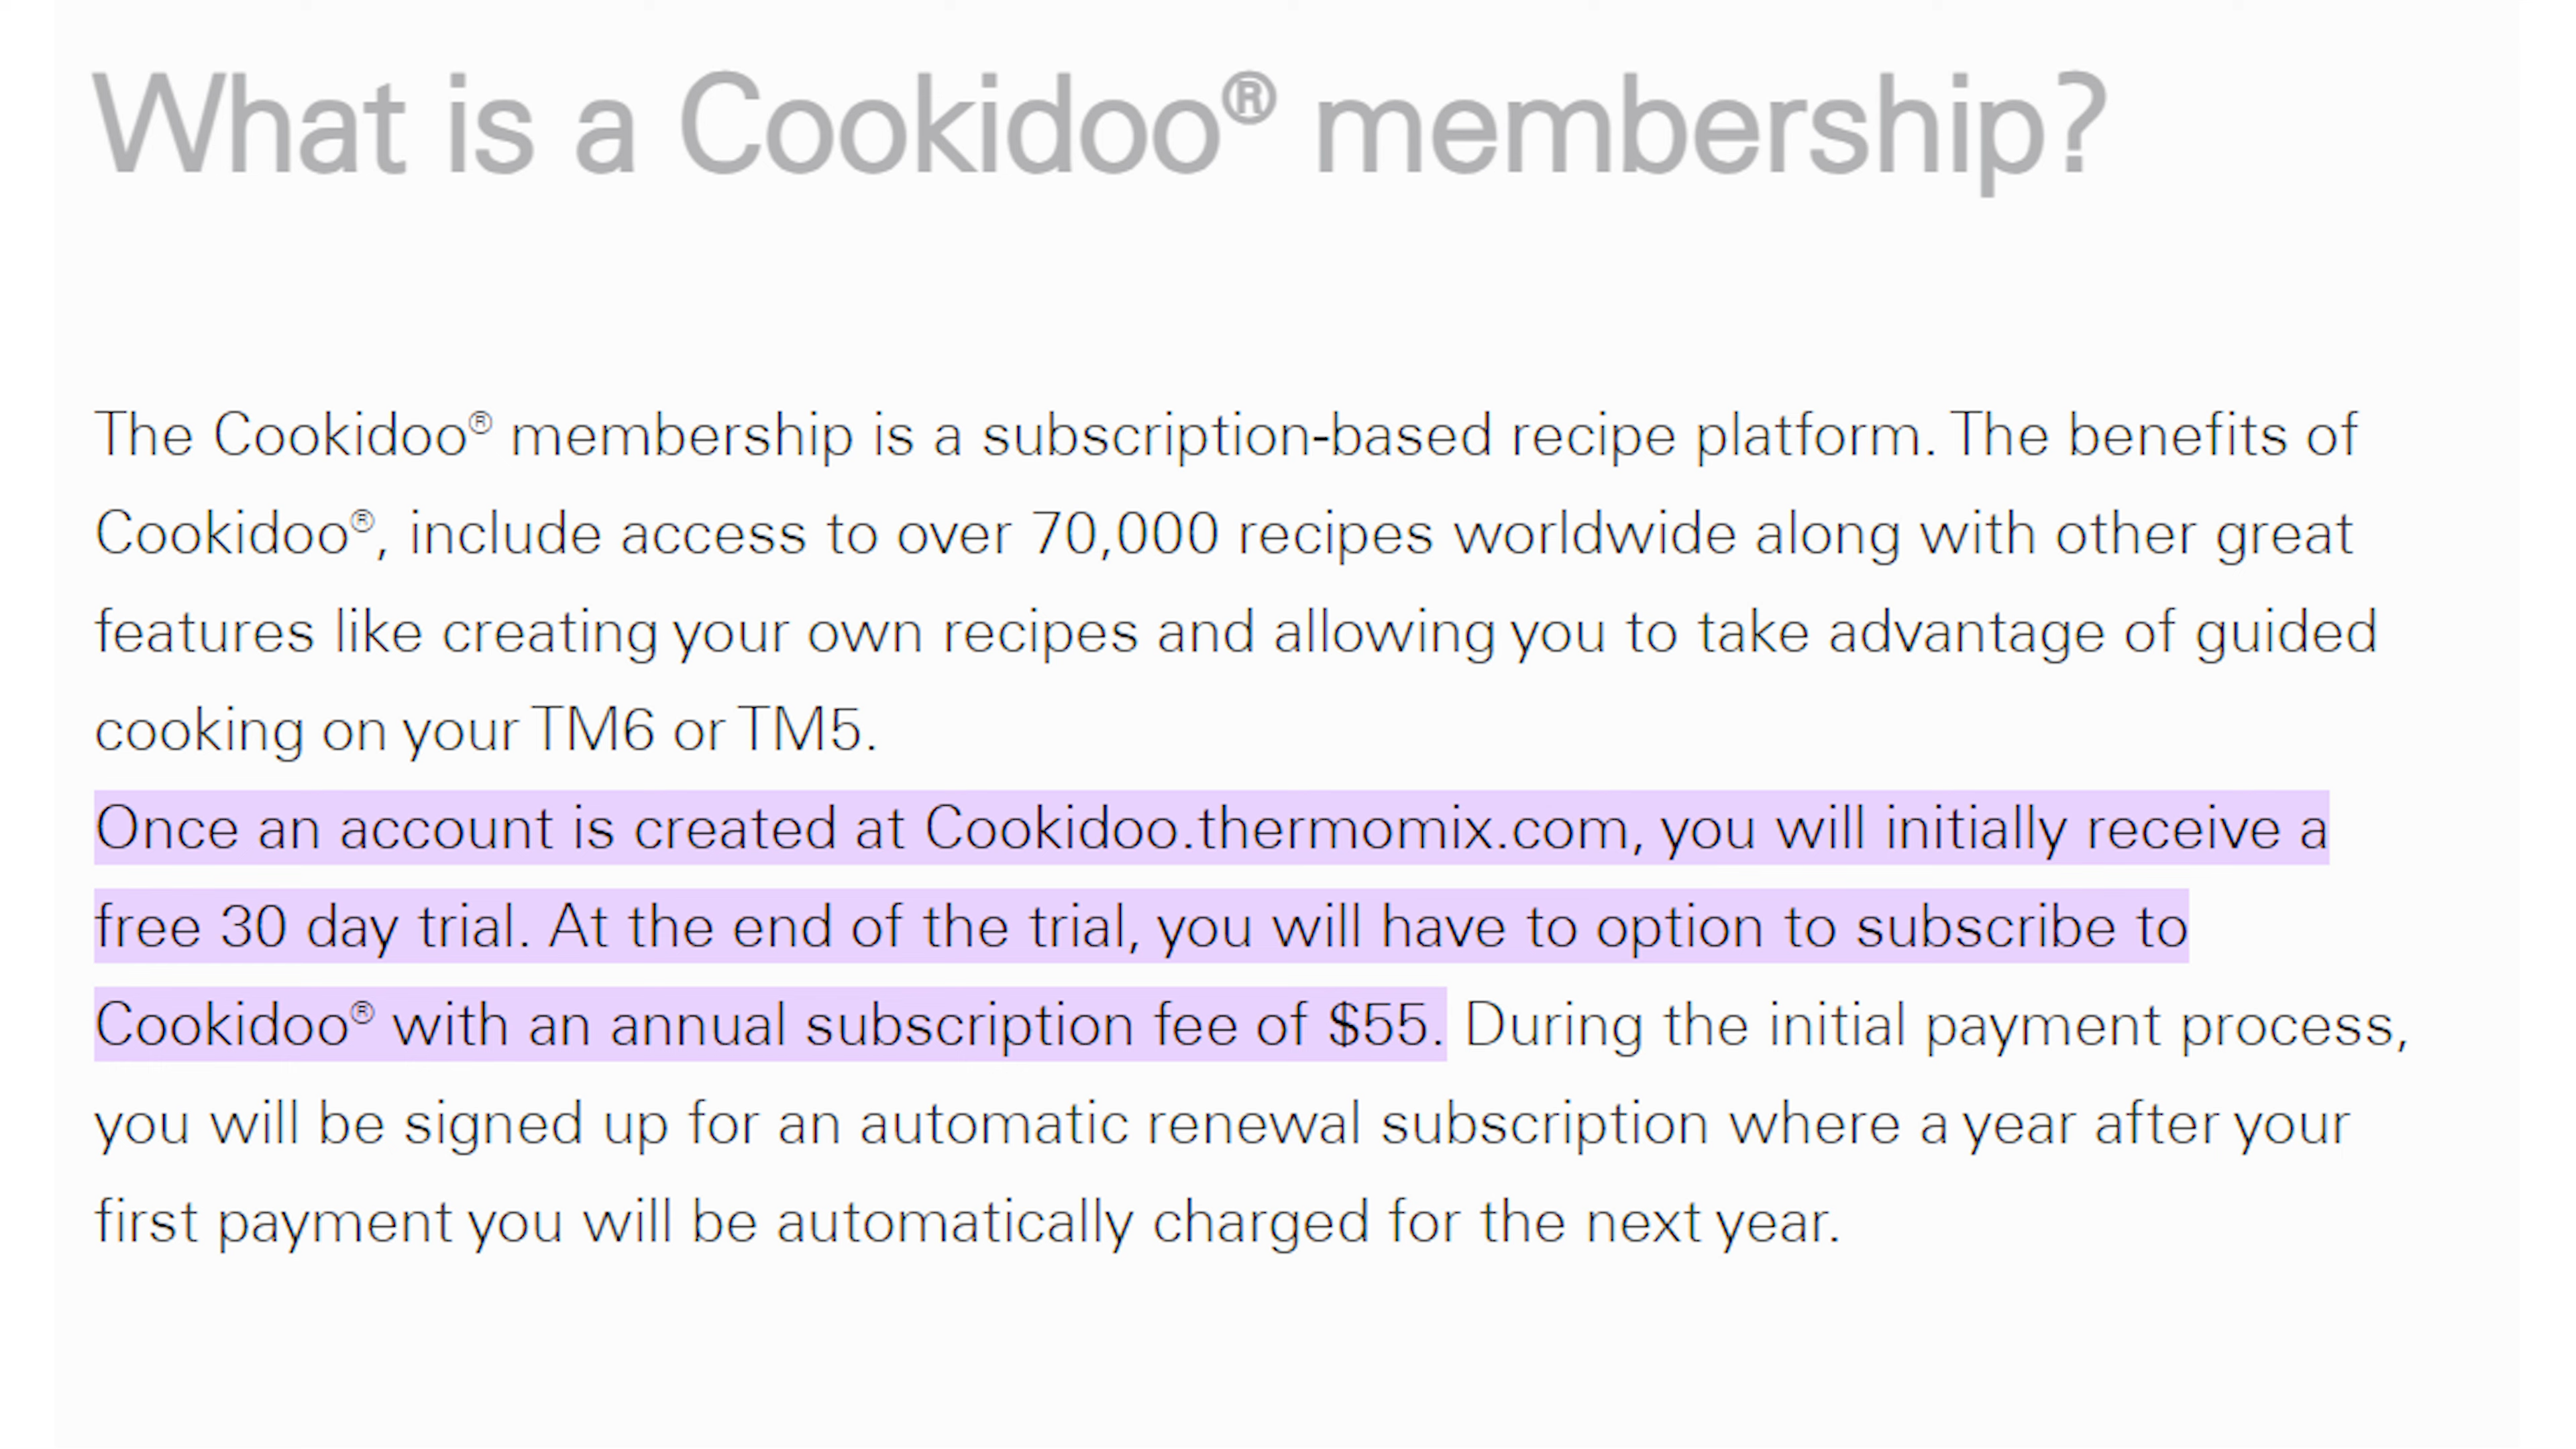 What is a Cookidoo® membership?
The Cookidoo® membership is a subscription-based recipe platform. The benefits of
Cookidoo®, include access to over 70,000 recipes worldwide along with other great
features like creating your own recipes and allowing you to take advantage of guided
cooking on your TM6 or TM5.
Once an account is created at Cookidoo.thermomix.com, you will initially receive a
free 30 day trial. At the end of the trial, you will have to option to subscribe to
Cookidoo® with an annual subscription fee of $55. During the initial payment process,
you will be signed up for an automatic renewal subscription where a year after your
first payment you will be automatically charged for the next year.